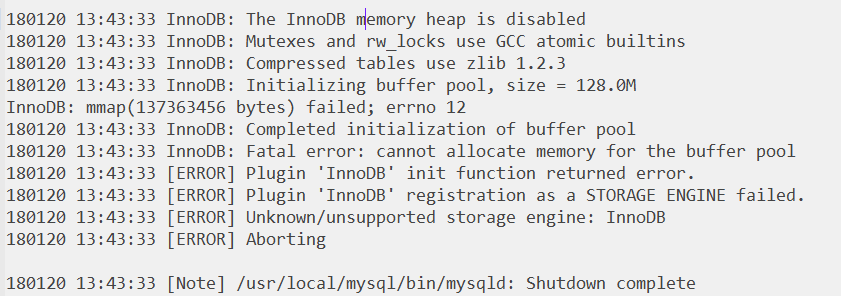 180120 13:43:33 InnoDB: The InnoDB memory heap is disabled
180120 13:43:33 InnoDB: Mutexes and rw_locks use GCC atomic builtins
180120 13:43:33 InnoDB: Compressed tables use zlib 1.2.3
180120 13:43:33 InnoDB: Initializing buffer pool, size = 128.0M
InnoDB: mmap(137363456 bytes) failed; errno 12
180120 13:43:33 InnoDB: Completed initialization of buffer pool
180120 13:43:33 InnoDB: Fatal error: cannot allocate memory for the buffer pool
180120 13:43:33 [ERROR] Plugin 'InnoDB' init function returned error.
180120 13:43:33 [ERROR] Plugin 'InnoDB' registration as a STORAGE ENGINE failed.
180120 13:43:33 [ERROR] Unknown/unsupported storage engine: InnoDB
180120 13:43:33 [ERROR] Aborting
180120 13:43:33 [Note] /usr/local/mysql/bin/mysqld: Shutdown complete